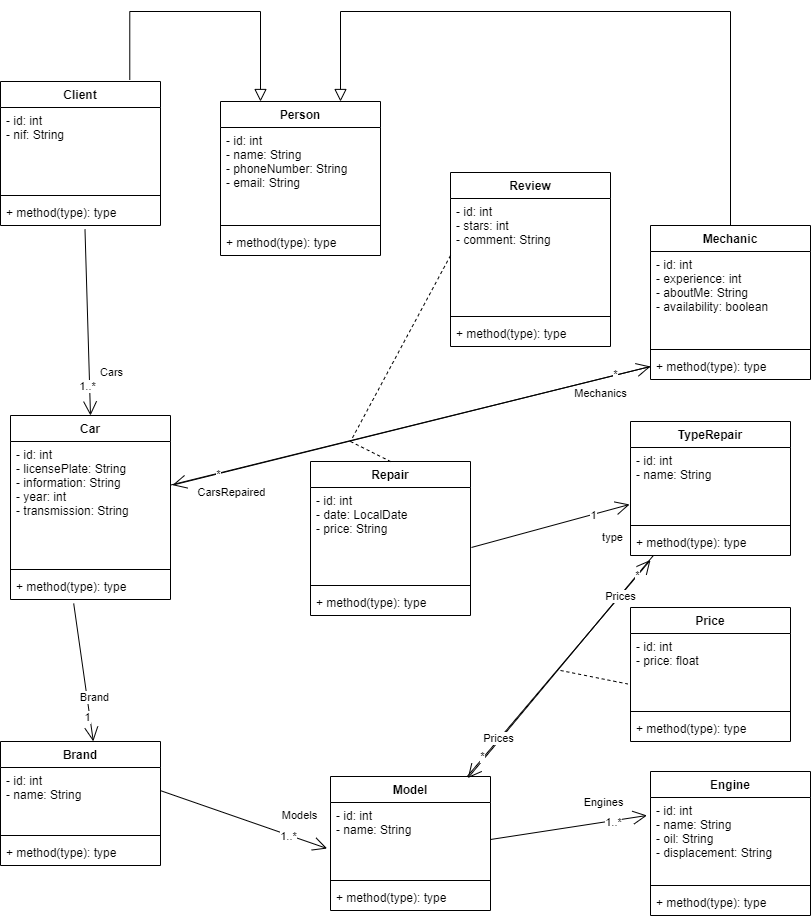 Client
- id: int
- nif: String
+ method(type): type
Person
- id: int
- name: String
- phoneNumber: String
- email: String
+ method(type): type
Review
- id: int
- stars: int
- comment: String
+ method(type): type
Mechanic
- id: int
- experience: int
- aboutMe: String
- availability: boolean
+ method(type): type
Cars
1..*
*
Mechanics
Car
- id: int
- licensePlate: String
- information: String
- year: int
- transmission: String
+ method(type): type
*
CarsRepaired
Repair
- id: int
- date: LocalDate
- price: String
+ method(type): type
TypeRepair
- id: int
- name: String
+ method(type): type
1
type
*
Prices
Price
- id: int
- price: float
+ method(type): type
Brand
1
Prices
*
Brand
- id: int
- name: String
+ method(type): type
Models
1..*
Model
- id: int
- name: String
+ method(type): type
Engines
1..*
Engine
- id: int
- name: String
- oil: String
- displacement: String
+ method(type): type